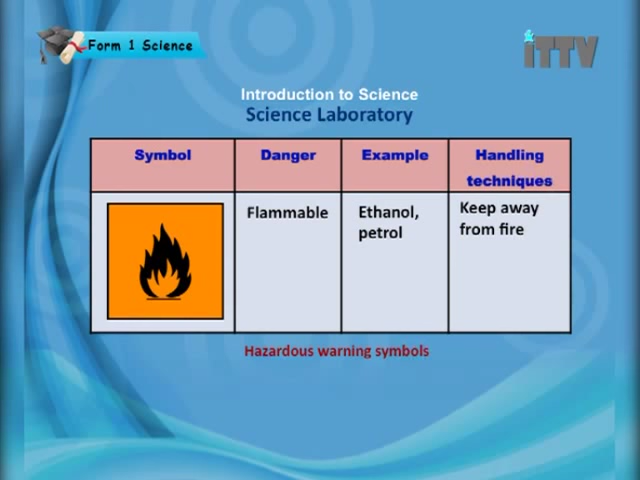 Form 1 Science
iTTV
Introduction to Science
Science Laboratory
Symbol Danger Example Handling
techniques
Flammable Ethanol, Keep away
petrol from fire
Hazardous warning symbols